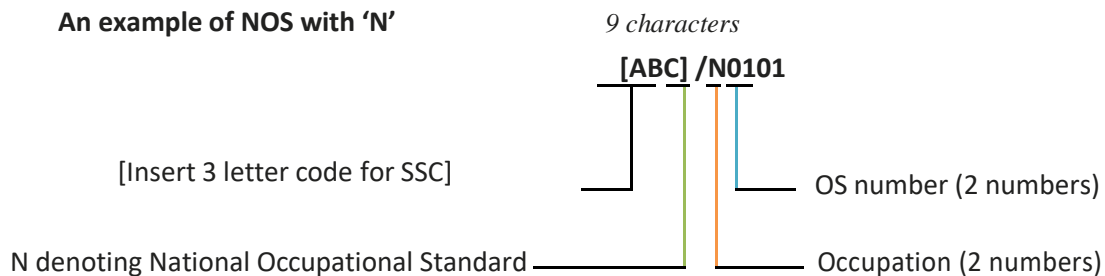 An example of NOS with ‘N’
9 characters
[ABC] /N0101
[Insert 3 letter code for SSC]
OS number (2 numbers)
N denoting National Occupational Standard
Occupation (2 numbers)